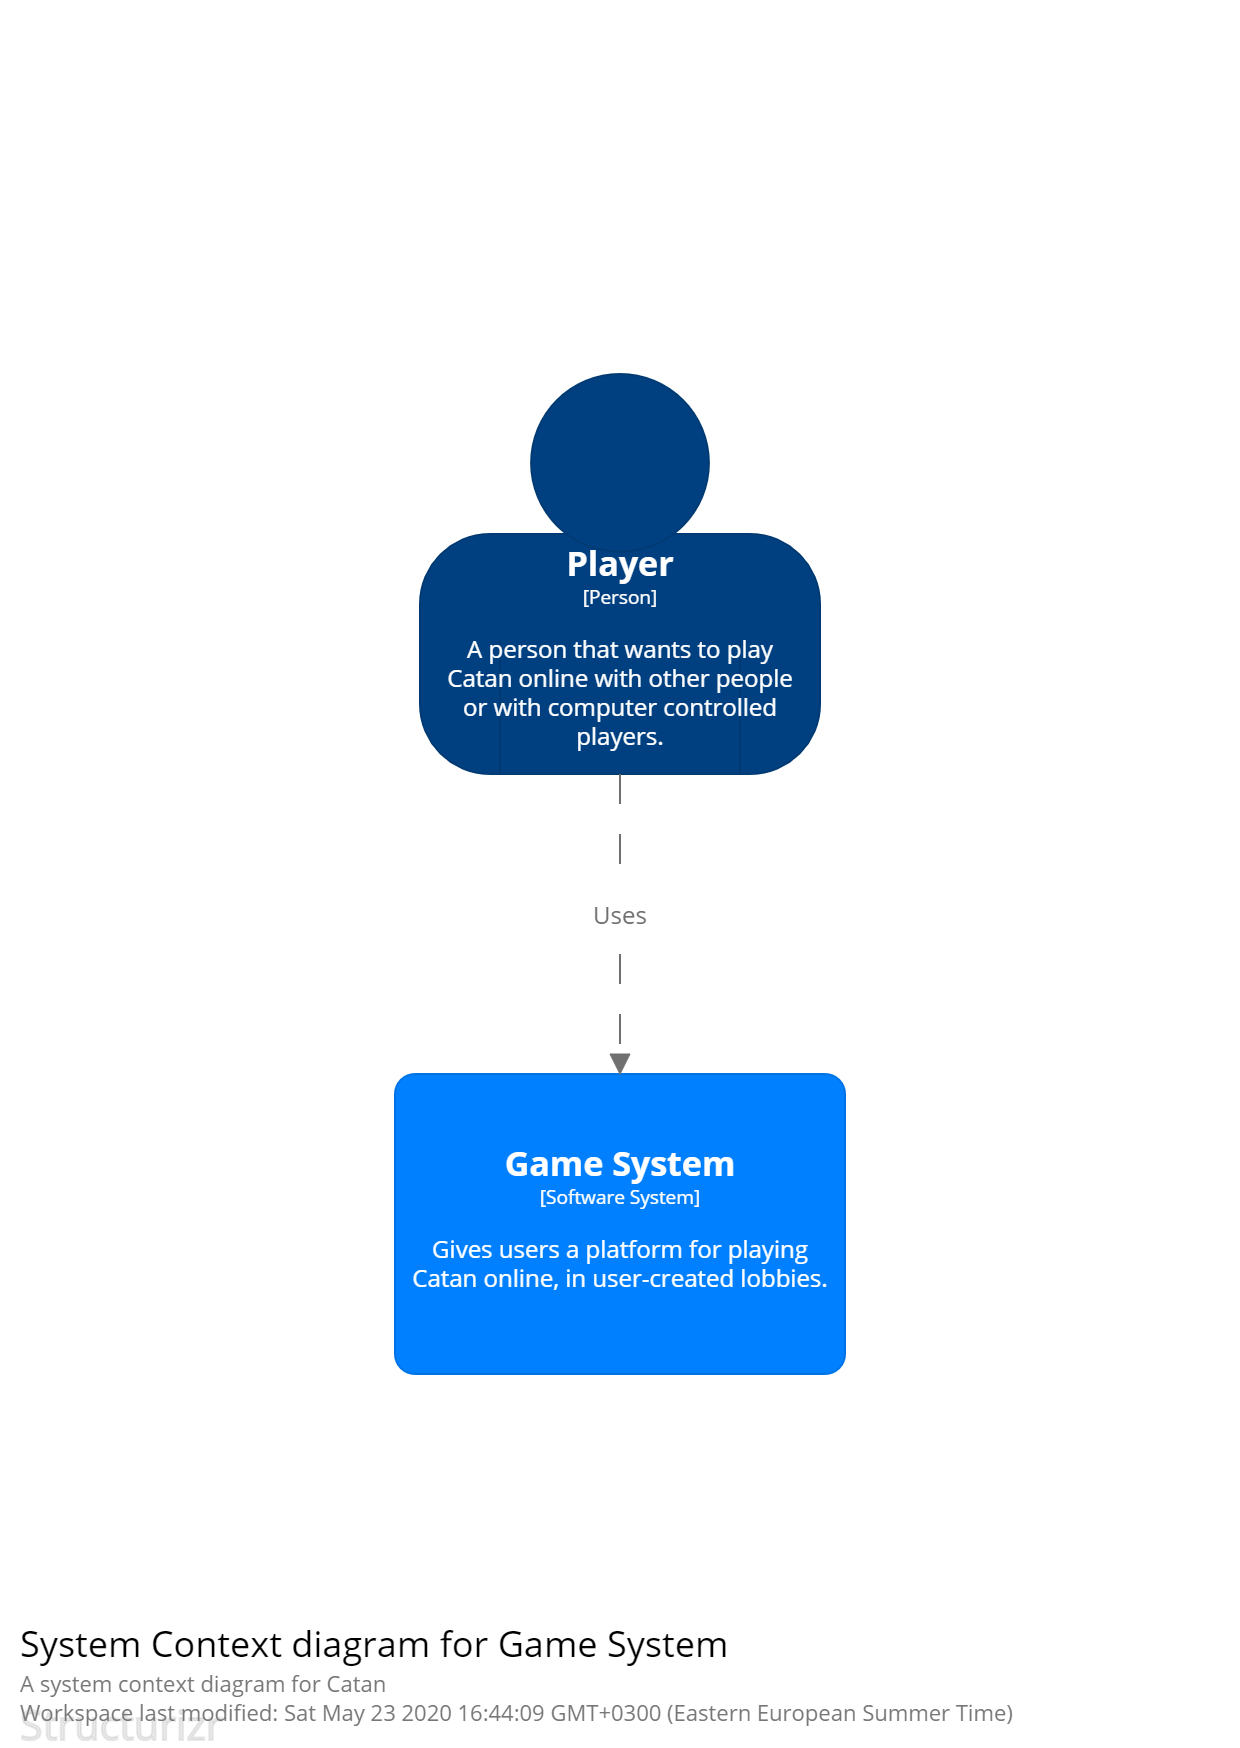 Player
[Person]
A person that wants to play
Catan online with other people
or with computer controlled
players.
Uses
Game System
[Software System]
Gives users a platform for playing
Catan online, in user-created lobbies.
System Context diagram for Game System
A system context diagram for Catan
Workspace last modified: Sat May 23 2020 16:44:09 GMT+0300 (Eastern European Summer Time)
Structurizr